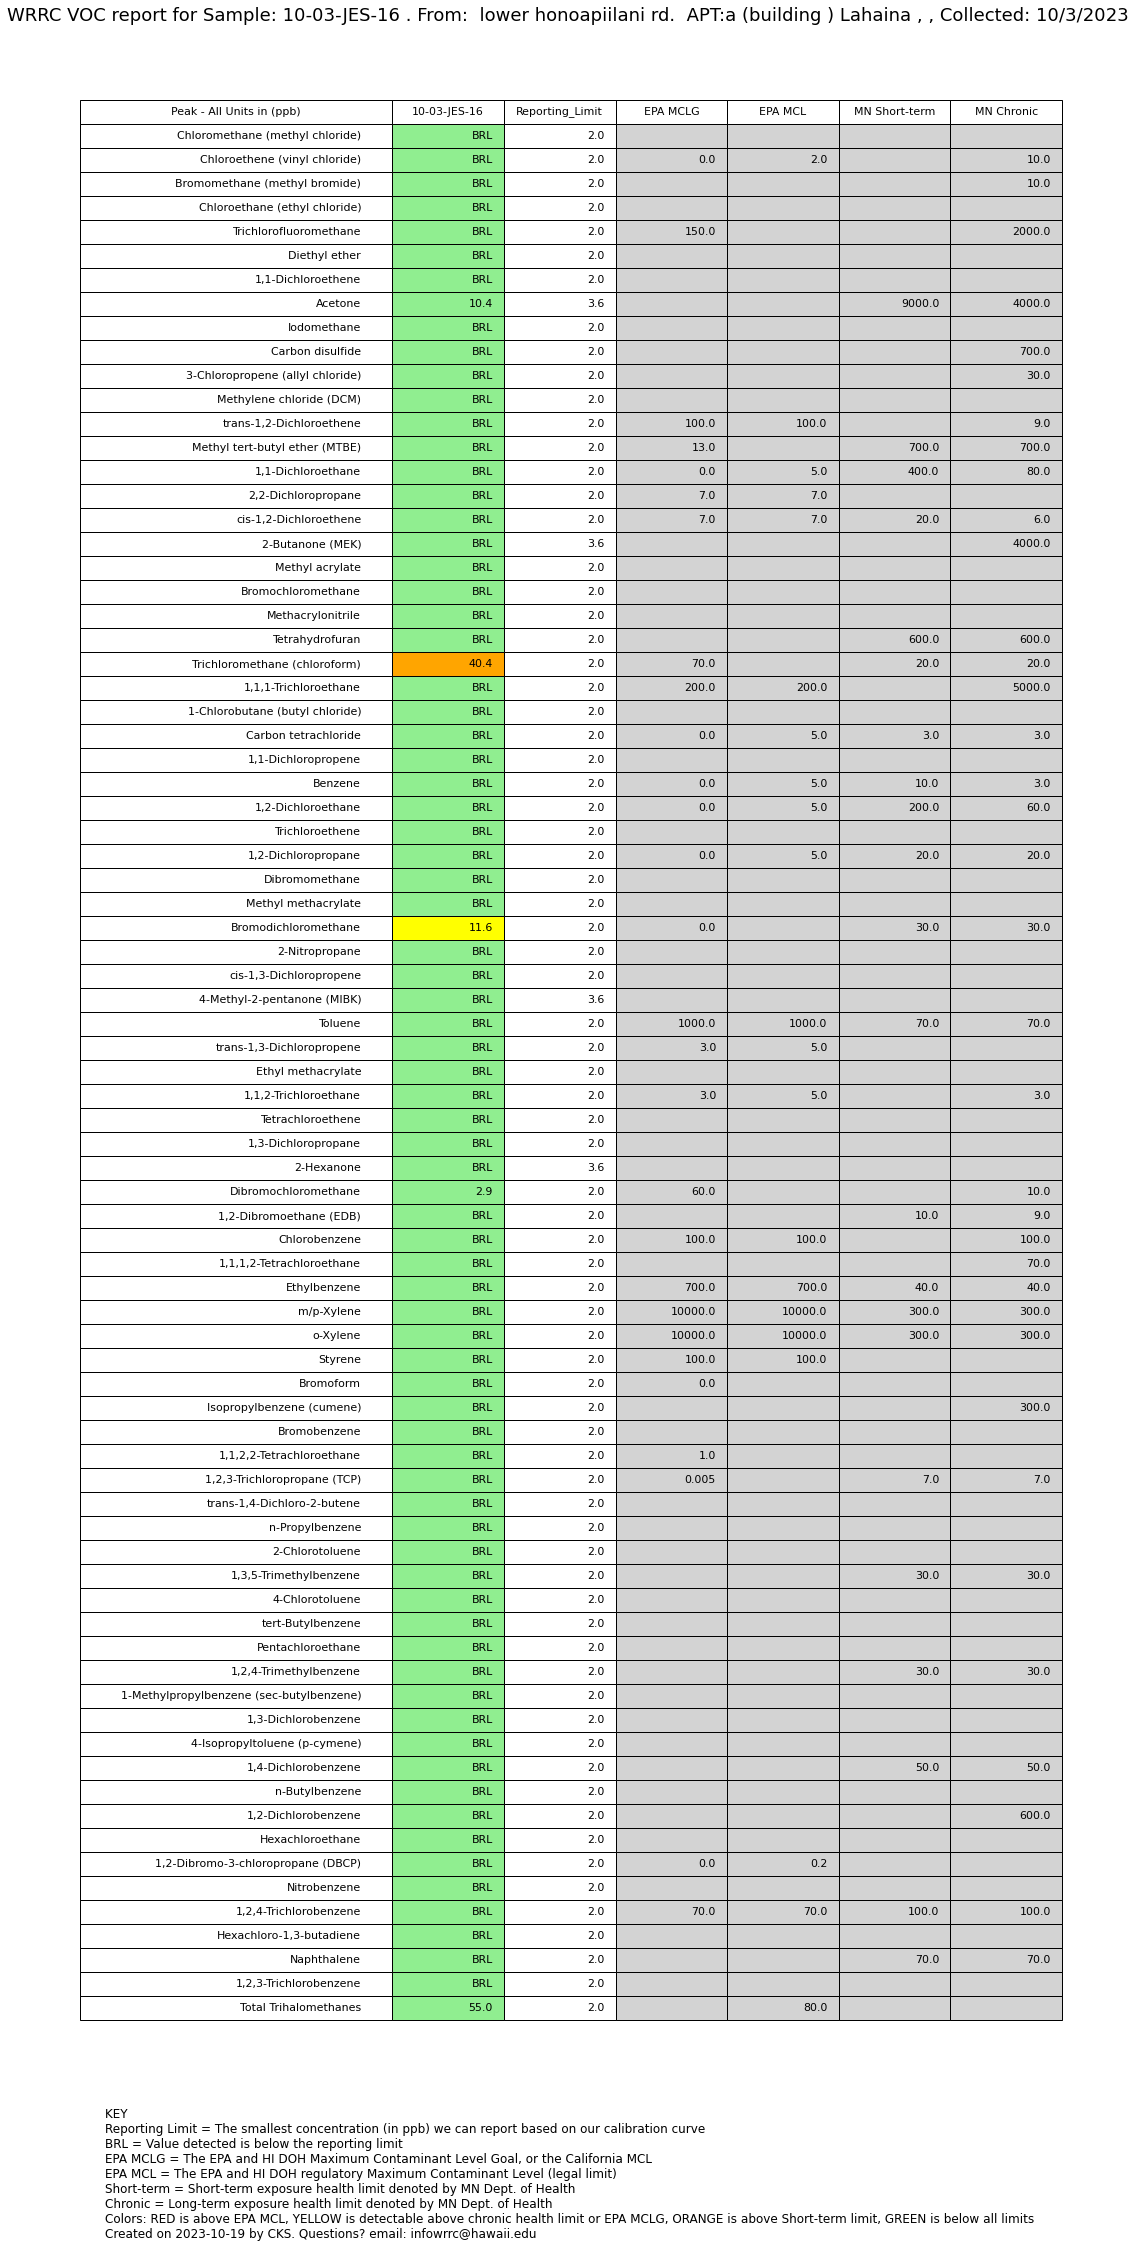 WRRC VOC report for Sample: 10-03-JES-16 . From:  lower honoapiilani rd.  APT:a (building ) Lahaina , , Collected: 10/3/2023
Peak - All Units in (ppb) 10-03-JES-16 Reporting_Limit EPA MCLG EPA MCL MN Short-term MN Chronic
Chloromethane (methyl chloride) BRL 2.0
Chloroethene (vinyl chloride) BRL 2.0 0.0 2.0 10.0
Bromomethane (methyl bromide) BRL 2.0 10.0
Chloroethane (ethyl chloride) BRL 2.0
Trichlorofluoromethane BRL 2.0 150.0 2000.0
Diethyl ether BRL 2.0
1,1-Dichloroethene BRL 2.0
Acetone 10.4 3.6 9000.0 4000.0
Iodomethane BRL 2.0
Carbon disulfide BRL 2.0 700.0
3-Chloropropene (allyl chloride) BRL 2.0 30.0
Methylene chloride (DCM) BRL 2.0
trans-1,2-Dichloroethene BRL 2.0 100.0 100.0 9.0
Methyl tert-butyl ether (MTBE) BRL 2.0 13.0 700.0 700.0
1,1-Dichloroethane BRL 2.0 0.0 5.0 400.0 80.0
2,2-Dichloropropane BRL 2.0 7.0 7.0
cis-1,2-Dichloroethene BRL 2.0 7.0 7.0 20.0 6.0
2-Butanone (MEK) BRL 3.6 4000.0
Methyl acrylate BRL 2.0
Bromochloromethane BRL 2.0
Methacrylonitrile BRL 2.0
Tetrahydrofuran BRL 2.0 600.0 600.0
Trichloromethane (chloroform) 40.4 2.0 70.0 20.0 20.0
1,1,1-Trichloroethane BRL 2.0 200.0 200.0 5000.0
1-Chlorobutane (butyl chloride) BRL 2.0
Carbon tetrachloride BRL 2.0 0.0 5.0 3.0 3.0
1,1-Dichloropropene BRL 2.0
Benzene BRL 2.0 0.0 5.0 10.0 3.0
1,2-Dichloroethane BRL 2.0 0.0 5.0 200.0 60.0
Trichloroethene BRL 2.0
1,2-Dichloropropane BRL 2.0 0.0 5.0 20.0 20.0
Dibromomethane BRL 2.0
Methyl methacrylate BRL 2.0
Bromodichloromethane 11.6 2.0 0.0 30.0 30.0
2-Nitropropane BRL 2.0
cis-1,3-Dichloropropene BRL 2.0
4-Methyl-2-pentanone (MIBK) BRL 3.6
Toluene BRL 2.0 1000.0 1000.0 70.0 70.0
trans-1,3-Dichloropropene BRL 2.0 3.0 5.0
Ethyl methacrylate BRL 2.0
1,1,2-Trichloroethane BRL 2.0 3.0 5.0 3.0
Tetrachloroethene BRL 2.0
1,3-Dichloropropane BRL 2.0
2-Hexanone BRL 3.6
Dibromochloromethane 2.9 2.0 60.0 10.0
1,2-Dibromoethane (EDB) BRL 2.0 10.0 9.0
Chlorobenzene BRL 2.0 100.0 100.0 100.0
1,1,1,2-Tetrachloroethane BRL 2.0 70.0
Ethylbenzene BRL 2.0 700.0 700.0 40.0 40.0
m/p-Xylene BRL 2.0 10000.0 10000.0 300.0 300.0
o-Xylene BRL 2.0 10000.0 10000.0 300.0 300.0
Styrene BRL 2.0 100.0 100.0
Bromoform BRL 2.0 0.0
Isopropylbenzene (cumene) BRL 2.0 300.0
Bromobenzene BRL 2.0
1,1,2,2-Tetrachloroethane BRL 2.0 1.0
1,2,3-Trichloropropane (TCP) BRL 2.0 0.005 7.0 7.0
trans-1,4-Dichloro-2-butene BRL 2.0
n-Propylbenzene BRL 2.0
2-Chlorotoluene BRL 2.0
1,3,5-Trimethylbenzene BRL 2.0 30.0 30.0
4-Chlorotoluene BRL 2.0
tert-Butylbenzene BRL 2.0
Pentachloroethane BRL 2.0
1,2,4-Trimethylbenzene BRL 2.0 30.0 30.0
1-Methylpropylbenzene (sec-butylbenzene) BRL 2.0
1,3-Dichlorobenzene BRL 2.0
4-Isopropyltoluene (p-cymene) BRL 2.0
1,4-Dichlorobenzene BRL 2.0 50.0 50.0
n-Butylbenzene BRL 2.0
1,2-Dichlorobenzene BRL 2.0 600.0
Hexachloroethane BRL 2.0
1,2-Dibromo-3-chloropropane (DBCP) BRL 2.0 0.0 0.2
Nitrobenzene BRL 2.0
1,2,4-Trichlorobenzene BRL 2.0 70.0 70.0 100.0 100.0
Hexachloro-1,3-butadiene BRL 2.0
Naphthalene BRL 2.0 70.0 70.0
1,2,3-Trichlorobenzene BRL 2.0
Total Trihalomethanes 55.0 2.0 80.0
KEY
Reporting Limit = The smallest concentration (in ppb) we can report based on our calibration curve
BRL = Value detected is below the reporting limit
EPA MCLG = The EPA and HI DOH Maximum Contaminant Level Goal, or the California MCL
EPA MCL = The EPA and HI DOH regulatory Maximum Contaminant Level (legal limit)
Short-term = Short-term exposure health limit denoted by MN Dept. of Health
Chronic = Long-term exposure health limit denoted by MN Dept. of Health
Colors: RED is above EPA MCL, YELLOW is detectable above chronic health limit or EPA MCLG, ORANGE is above Short-term limit, GREEN is below all limits
Created on 2023-10-19 by CKS. Questions? email: infowrrc@hawaii.edu